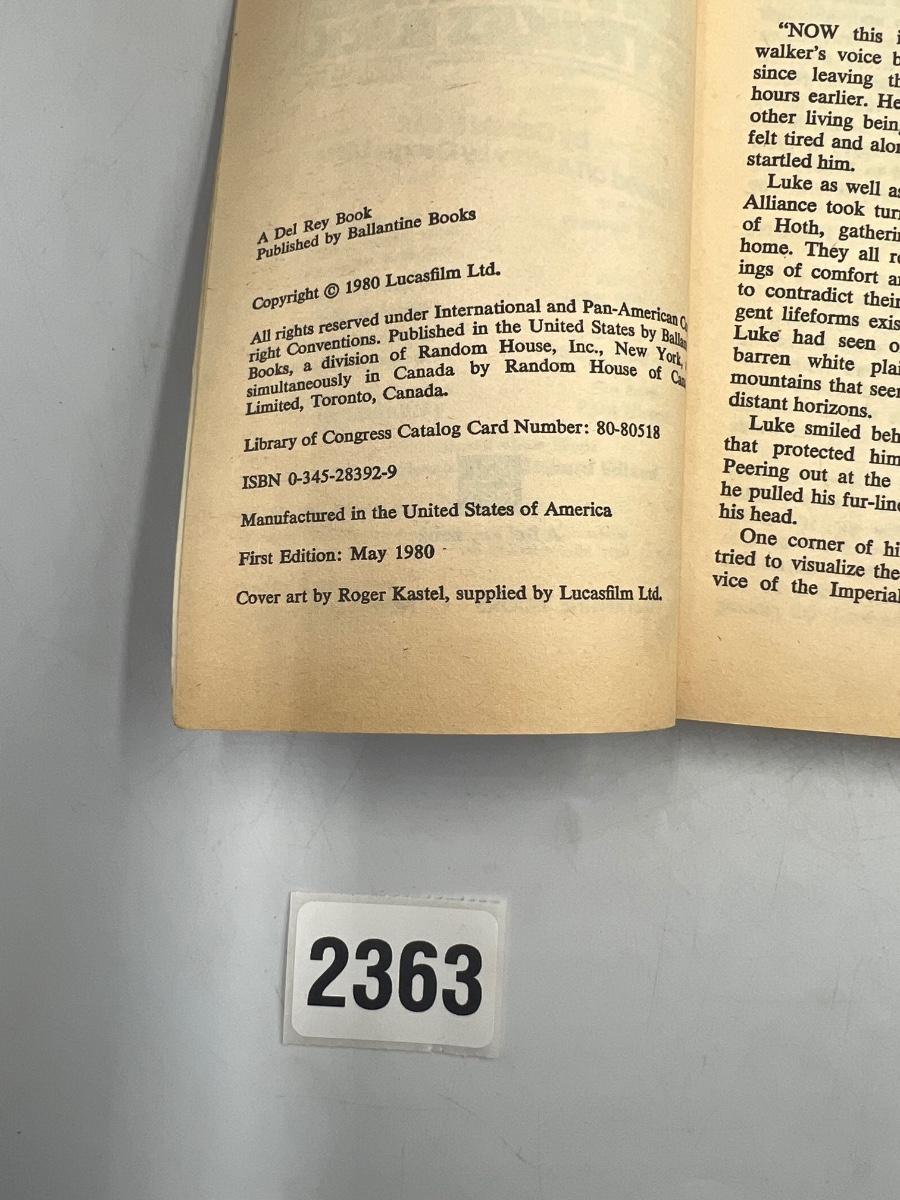 A Del Rey Book
Published by Ballantine Books
Copyright © 1980 Lucasfilm Ltd.
All rights reserved under International and Pan-American
right Conventions. Published in the United States by
Books, a division of Random House, Inc., New York,
simultaneously in Canada by Random House of
Limited, Toronto, Canada.
Library of Congress Catalog Card Number: 80-80518
ISBN 0-345-28392-9
Manufactured in the United States of America
First Edition: May 1980
Cover art by Roger Kastel, supplied by Lucasfilm Ltd.
“NOW this
walker’s voice
since leaving
hours earlier. He
other living
felt tired and
startled him.
Luke as well
Alliance took
of Hoth,
home. They all
ings of comfort
to contradict
gent lifeforms
Luke had seen
barren white
mountains that
distant horizons.
Luke smiled
that protected him
Peering out at the
he pulled his
his head.
One corner of
tried to visualize
vice of the Imperial
2363